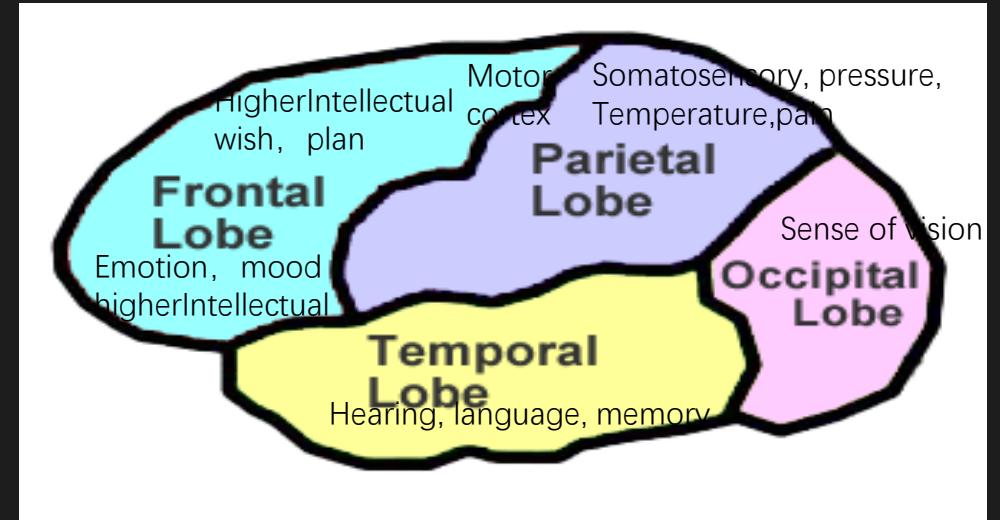 HigherIntellectual
wish, plan
Motor
cortex
Somatosensory, pressure,
Temperature,pain
Frontal
Lobe
Parietal
Lobe
Emotion, mood
higherIntellectual
Sense of vision
Occipital
Lobe
Temporal
Lobe
Hearing, language, memory